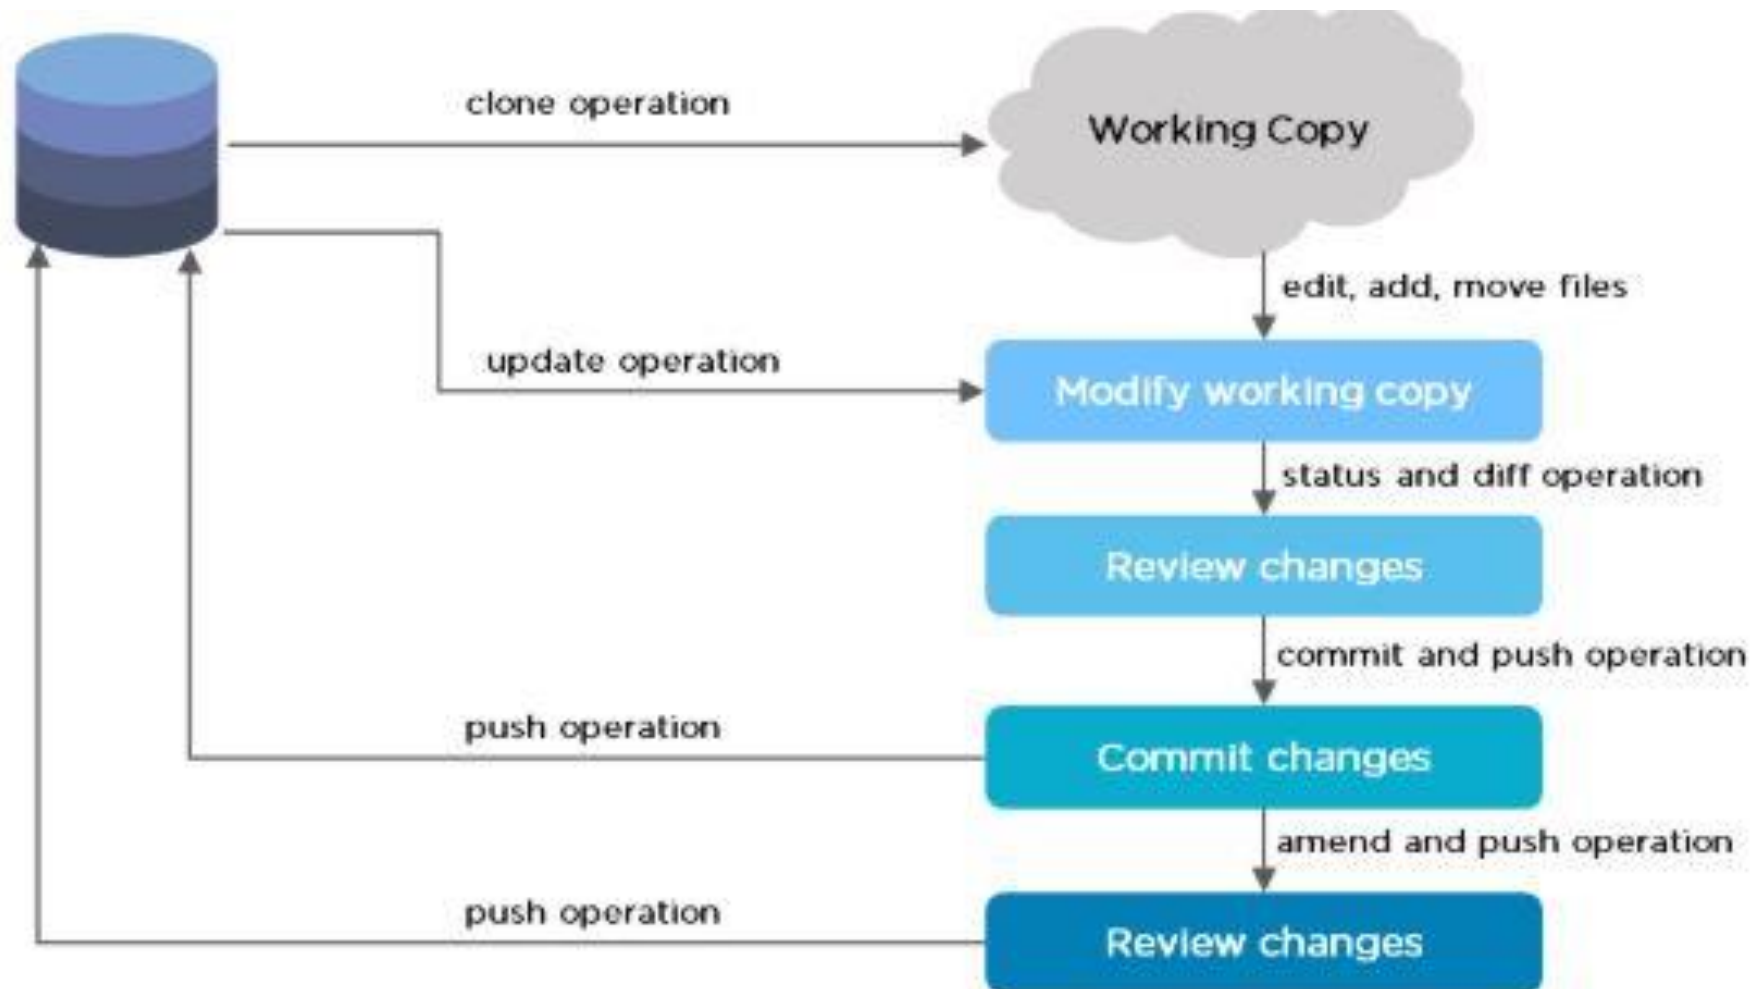 clone operation
Working Copy
edit, add, move files
update operation
Modify working copy
status and diff operation
Review changes
commit and push operation
push operation
Commit changes
amend and push operation
push operation
Review changes